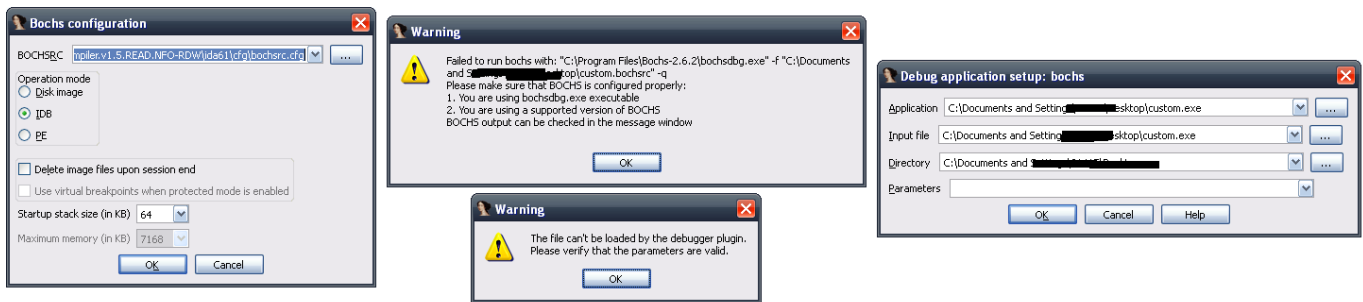 Bochs configuration
BOCHSRC mpiler.v1.5.READ.NFO-RDW\ida61\cfg\bochsrc.cfg ...
Operation mode
Disk image
IDB
PE
Delete image files upon session end
Use virtual breakpoints when protected mode is enabled
Startup stack size (in KB) 64
Maximum memory (in KB) 7168
OK Cancel
Warning
Failed to run bochs with: "C:\Program Files\Bochs-2.6.2\bochsdbg.exe" -f "C:\Documents
and top\custom.bochsrc" -q
Please make sure that BOCHS is configured properly:
1. You are using bochsdbg.exe executable
2. You are using a supported version of BOCHS
BOCHS output can be checked in the message window
OK
Warning
The file can't be loaded by the debugger plugin.
Please verify that the parameters are valid.
OK
Debug application setup: bochs
Application C:\Documents and Setting esktop\custom.exe ...
Input file C:\Documents and Setting sktop\custom.exe ...
Directory C:\Documents and ...
Parameters
OK Cancel Help